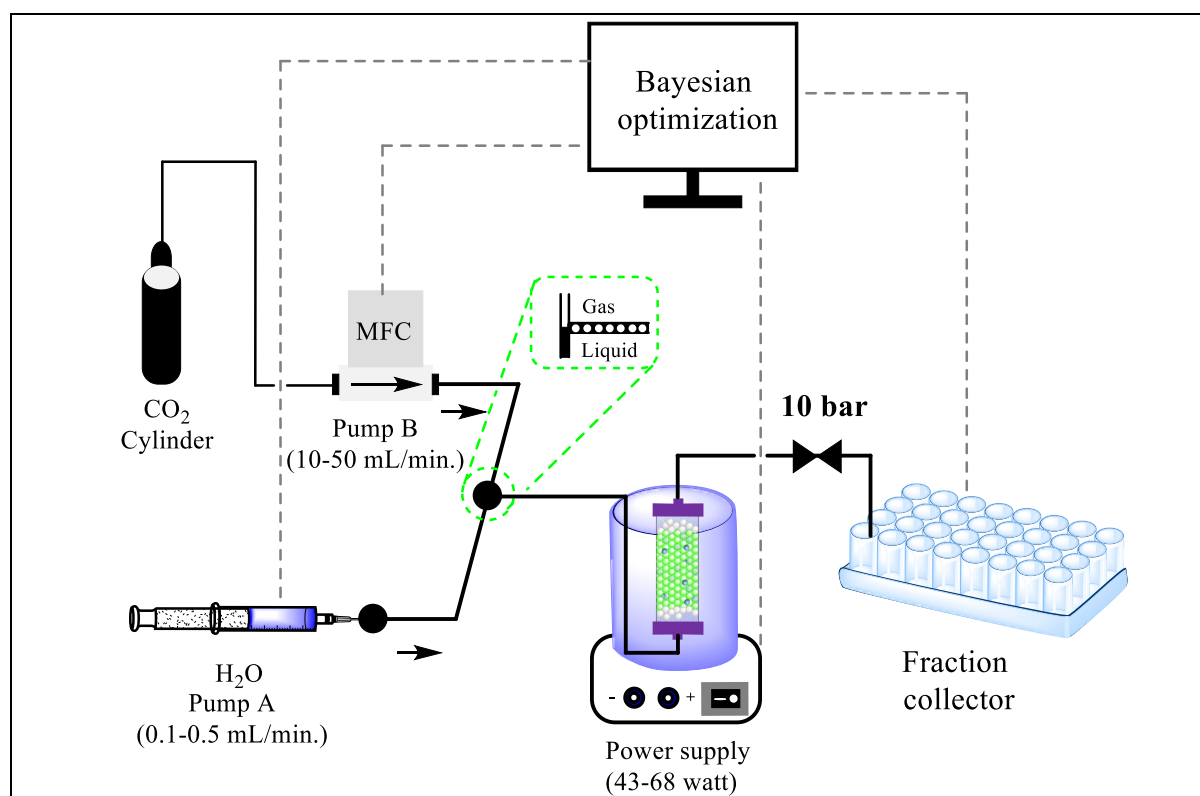 Bayesian
optimization
Gas
Liquid
MFC
CO₂
Cylinder
Pump B
(10-50 mL/min.)
10 bar
H₂O
Pump A
(0.1-0.5 mL/min.)
- +
Power supply
(43-68 watt)
Fraction
collector